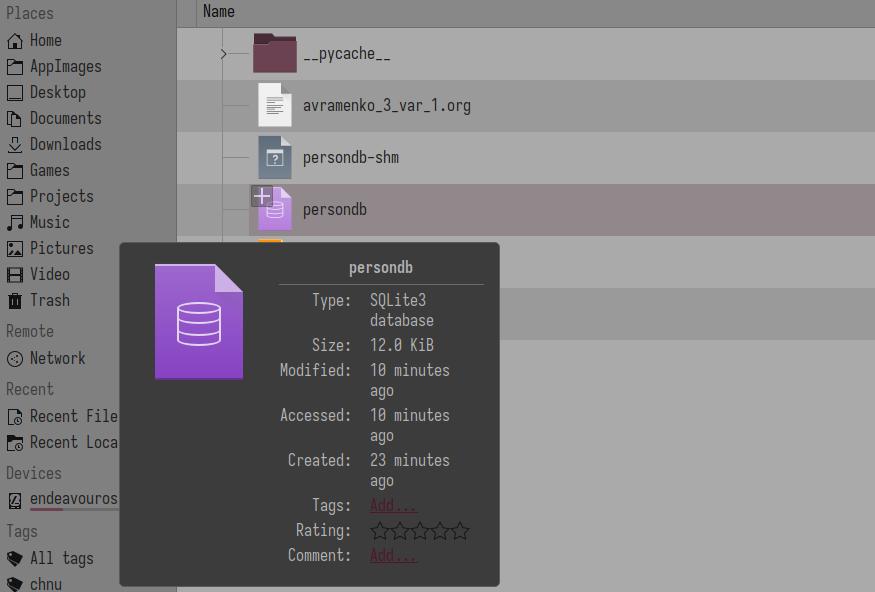 Places
Home
AppImages
Desktop
Documents
Downloads
Games
Projects
Music
Pictures
Video
Trash
Remote
Network
Recent
Recent File
Recent Loca
Devices
endeavouros
Tags
All tags
chnu
Name
__pycache__
avramenko_3_var_1.org
persondb-shm
persondb
persondb
Type: SQLite3
database
Size: 12.0 KiB
Modified: 10 minutes
ago
Accessed: 10 minutes
ago
Created: 23 minutes
ago
Tags: Add...
Rating:
Comment: Add...